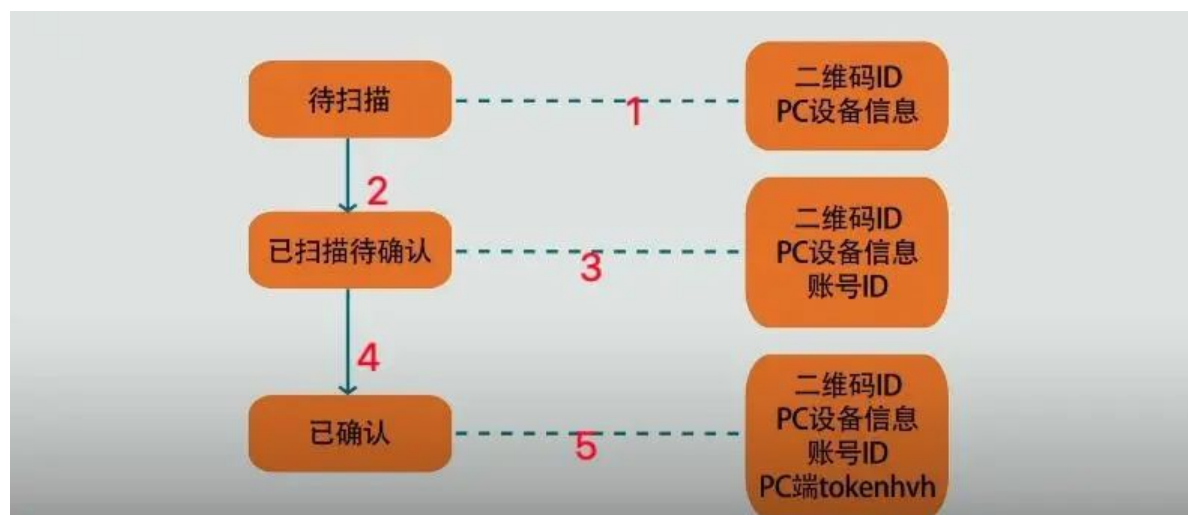 待扫描
1
二维码ID
PC设备信息
2
已扫描待确认
3
二维码ID
PC设备信息
账号ID
4
已确认
5
二维码ID
PC设备信息
账号ID
PC端tokenhvh